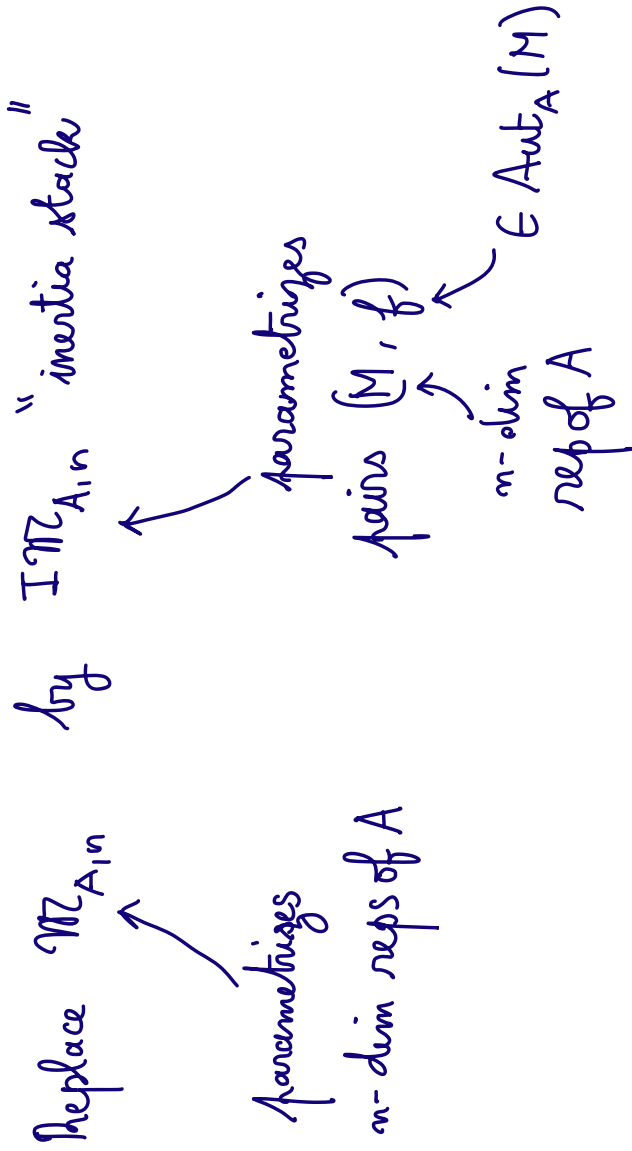 Replace 𝔐_{A,n} by I𝔐_{A,n} "inertia stack"
parametrizes
n-dim reps of A
parametrizes
pairs (M, f)
n-dim
rep of A
∈ Aut_A(M)